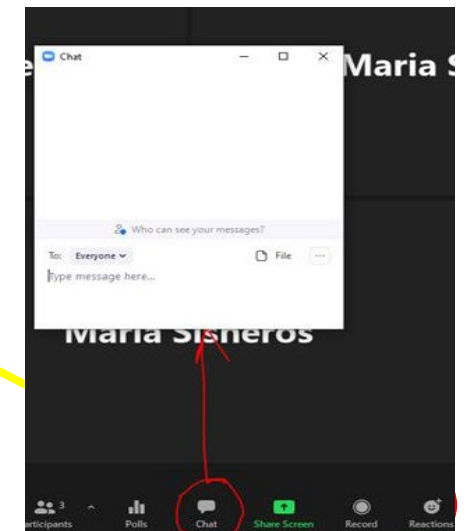 Chat
Maria S
Who can see your messages?
To: Everyone File
Type message here...
Maria Sisneros
articipants 3 Polls Chat Share Screen Record Reactions